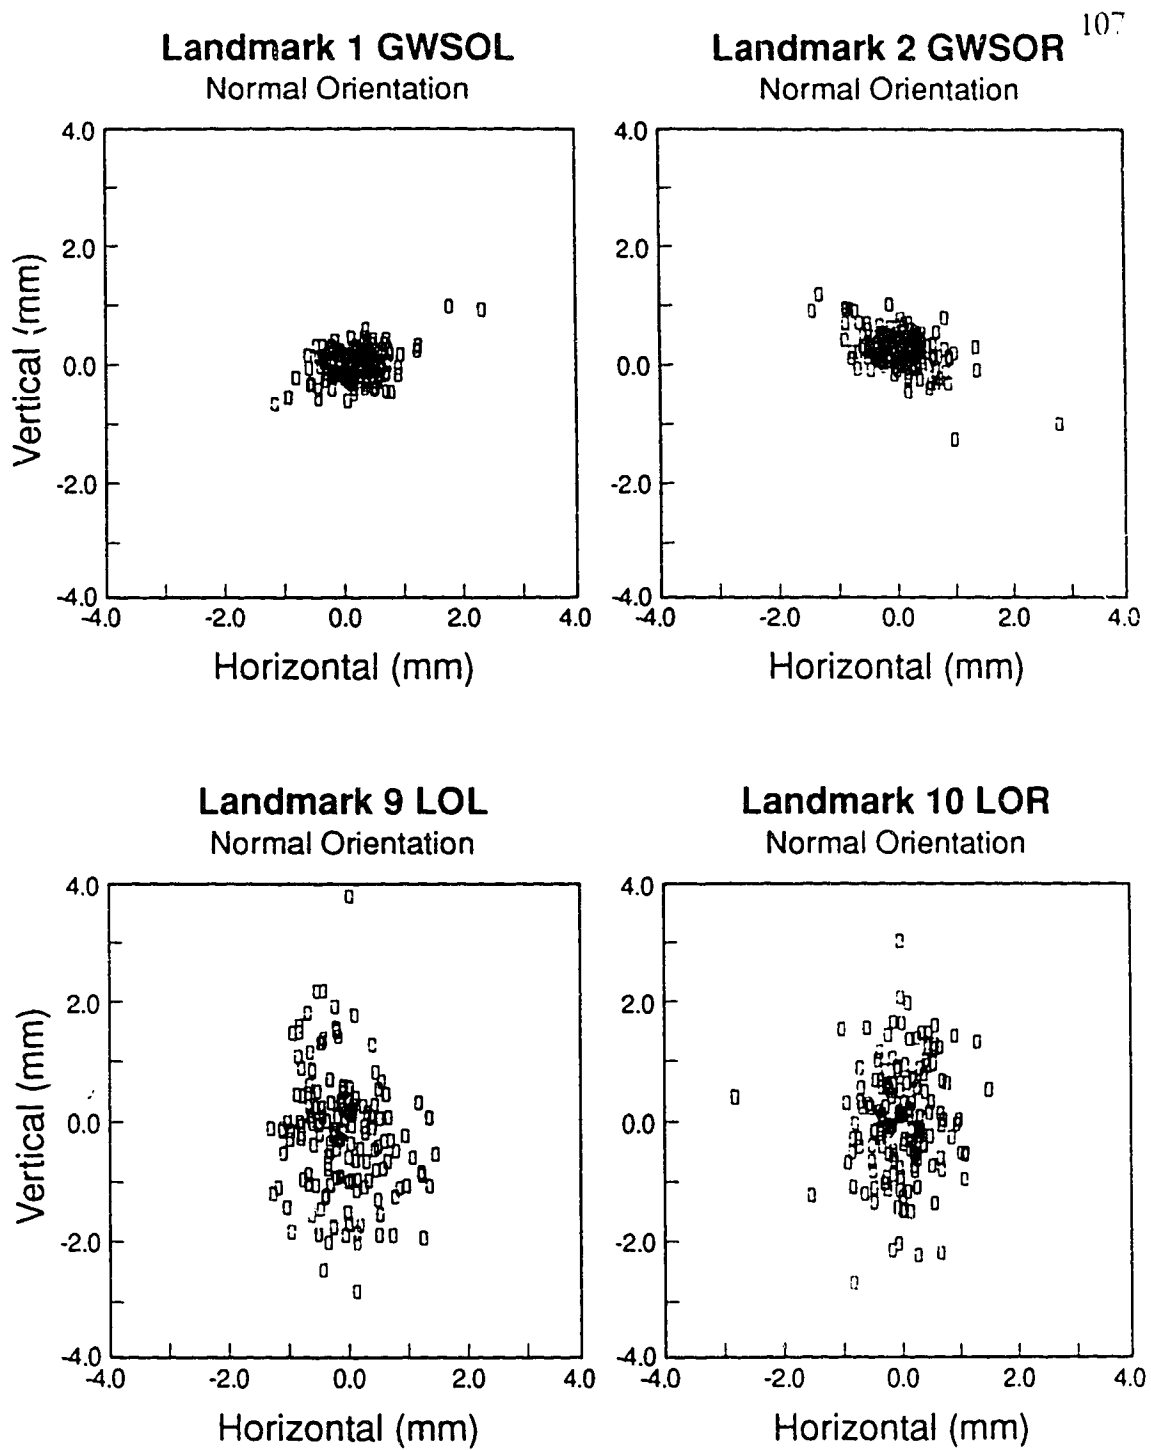 107
Landmark 1 GWSOL
Normal Orientation
4.0
2.0
0.0
-2.0
-4.0
-4.0 -2.0 0.0 2.0 4.0
Vertical (mm)
Horizontal (mm)
Landmark 2 GWSOR
Normal Orientation
4.0
2.0
0.0
-2.0
-4.0
-4.0 -2.0 0.0 2.0 4.0
Horizontal (mm)
Landmark 9 LOL
Normal Orientation
4.0
2.0
0.0
-2.0
-4.0
-4.0 -2.0 0.0 2.0 4.0
Vertical (mm)
Horizontal (mm)
Landmark 10 LOR
Normal Orientation
4.0
2.0
0.0
-2.0
-4.0
-4.0 -2.0 0.0 2.0 4.0
Horizontal (mm)